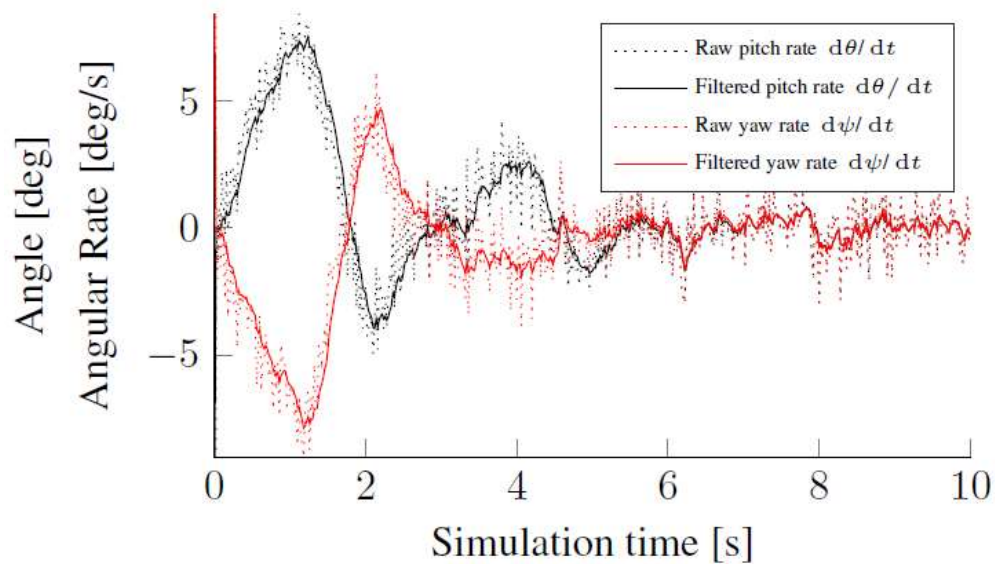 Angle [deg]
Angular Rate [deg/s]
5
0
−5
Raw pitch rate dθ/ dt
Filtered pitch rate dθ/ dt
Raw yaw rate dψ/ dt
Filtered yaw rate dψ/ dt
0 2 4 6 8 10
Simulation time [s]